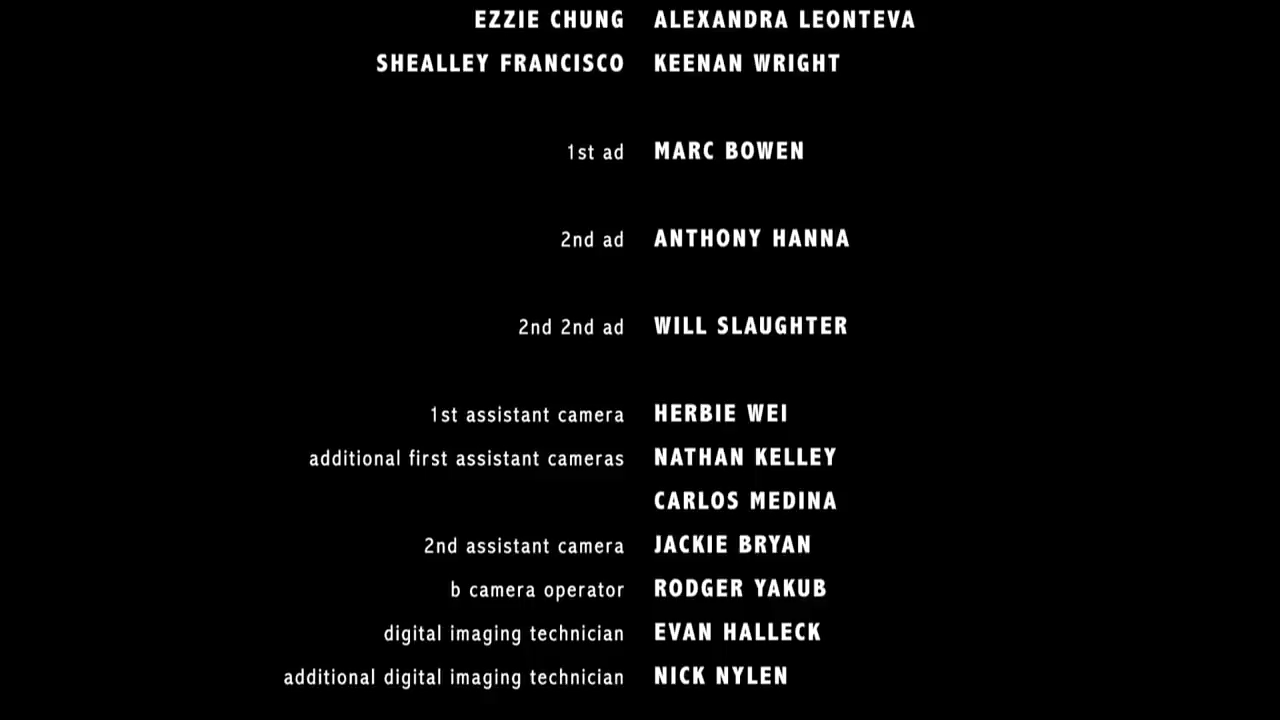 EZZIE CHUNG ALEXANDRA LEONTEVA
SHEALLEY FRANCISCO KEENAN WRIGHT
1st ad MARC BOWEN
2nd ad ANTHONY HANNA
2nd 2nd ad WILL SLAUGHTER
1st assistant camera HERBIE WEI
additional first assistant cameras NATHAN KELLEY
CARLOS MEDINA
2nd assistant camera JACKIE BRYAN
b camera operator RODGER YAKUB
digital imaging technician EVAN HALLECK
additional digital imaging technician NICK NYLEN